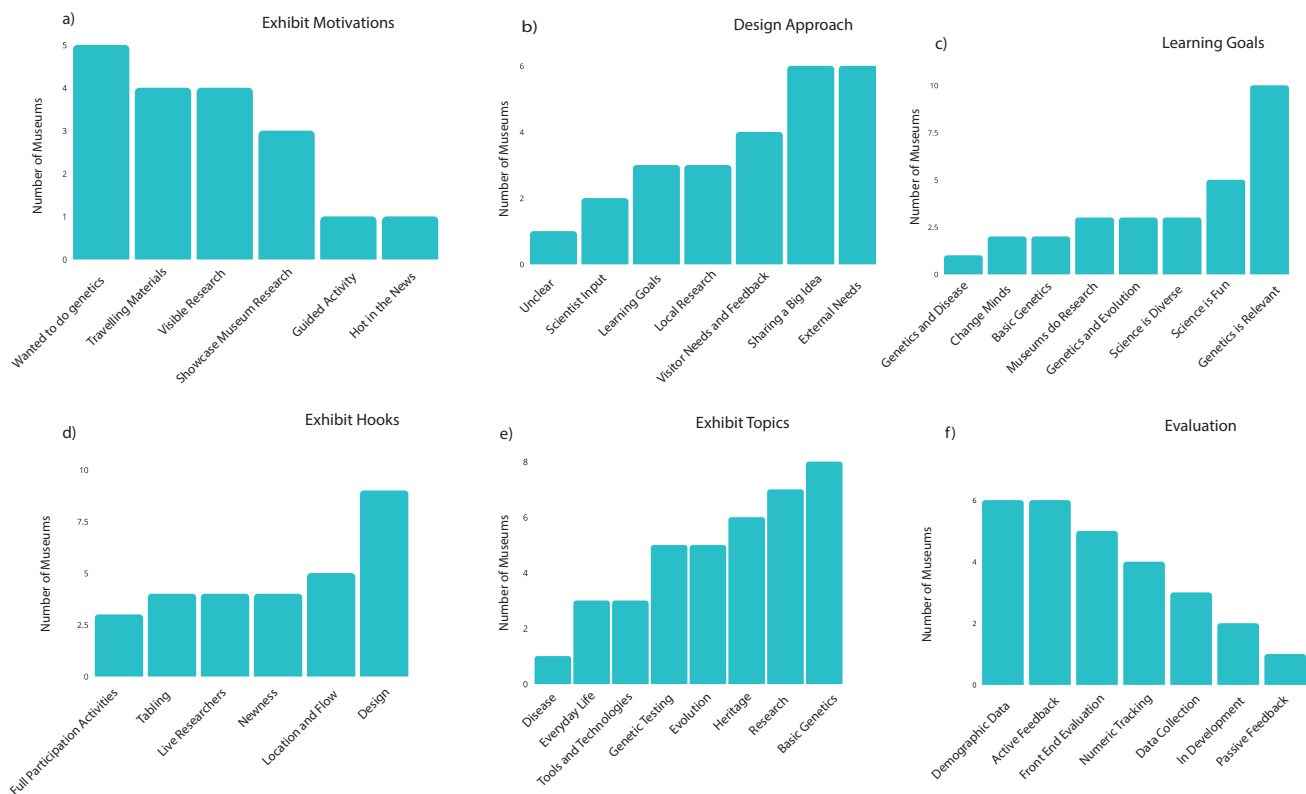 a)
Exhibit Motivations
Number of Museums
5
4
3
2
1
0
Wanted to do genetics
Travelling Materials
Visible Research
Showcase Museum Research
Guided Activity
Hot in the News
b)
Design Approach
Number of Museums
6
4
2
0
Unclear
Scientist Input
Learning Goals
Local Research
Visitor Needs and Feedback
Sharing a Big Idea
External Needs
c)
Learning Goals
Number of Museums
10
7.5
5
2.5
0
Genetics and Disease
Change Minds
Basic Genetics
Museums do Research
Genetics and Evolution
Science is Diverse
Science is Fun
Genetics is Relevant
d)
Exhibit Hooks
Number of Museums
10
7.5
5
2.5
0
Full Participation Activities
Tabling
Live Researchers
Newness
Location and Flow
Design
e)
Exhibit Topics
Number of Museums
8
6
4
2
0
Disease
Everyday Life
Tools and Technologies
Genetic Testing
Evolution
Heritage
Research
Basic Genetics
f)
Evaluation
Number of Museums
6
4
2
0
Demographic Data
Active Feedback
Front End Evaluation
Numeric Tracking
Data Collection
In Development
Passive Feedback